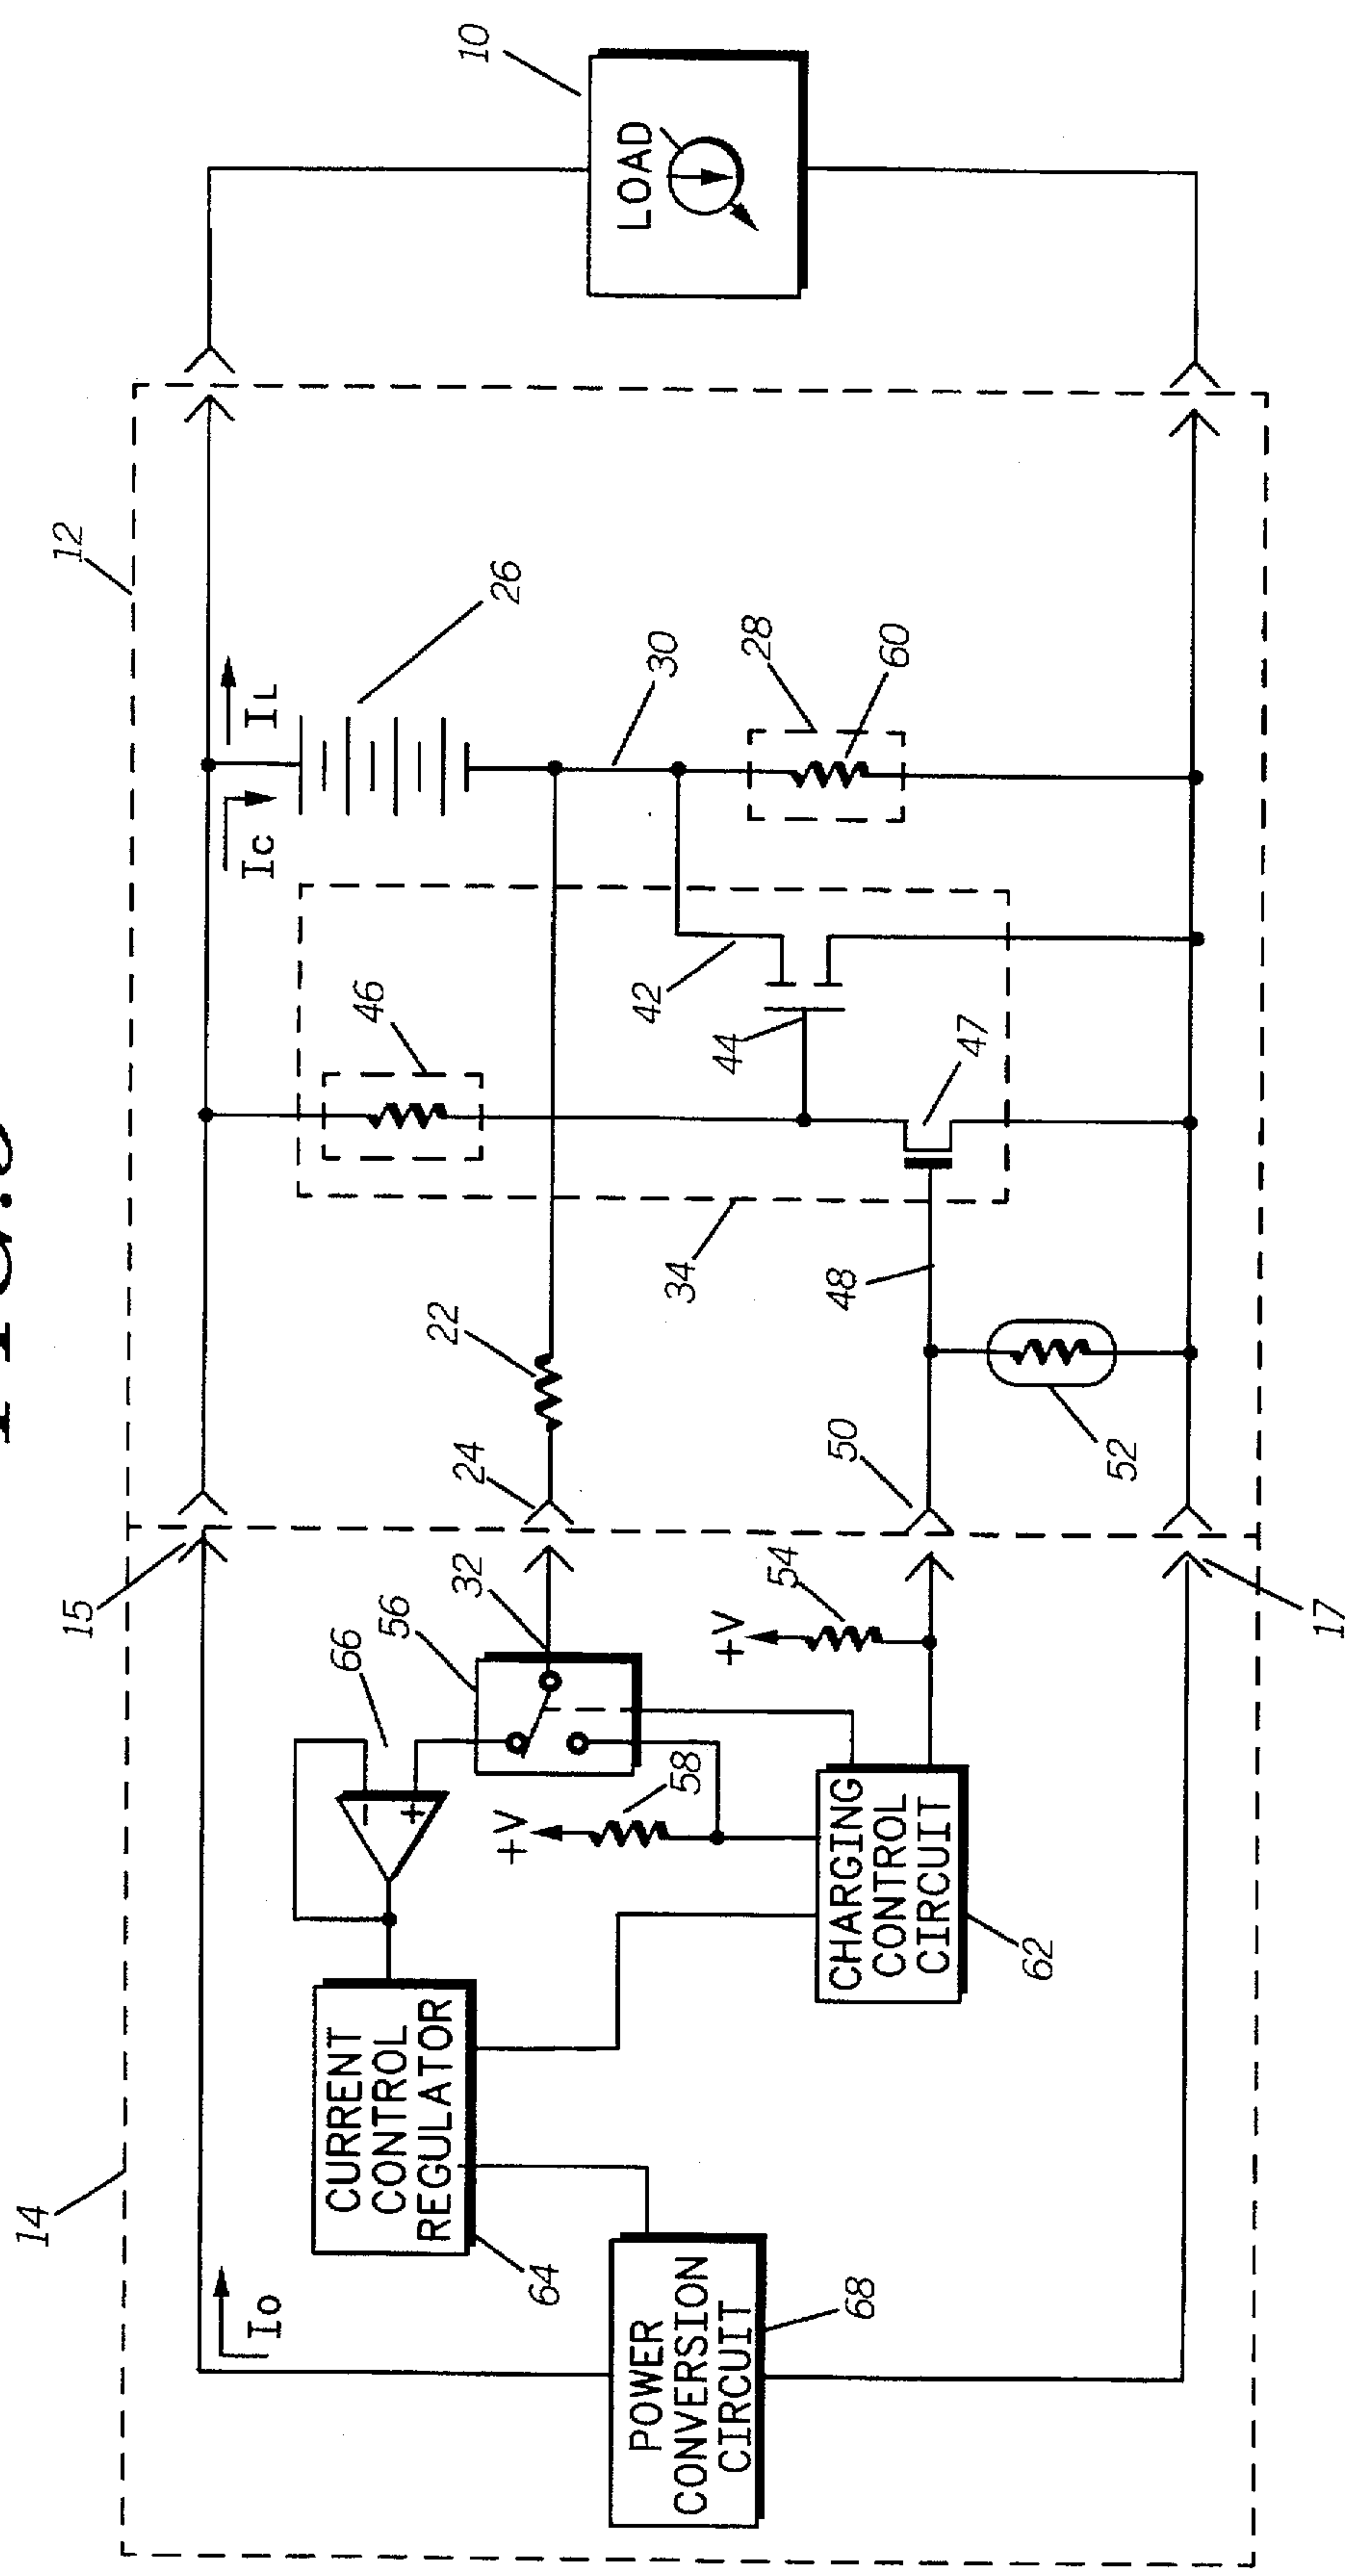 14
15
12
10
IO
IC
IL
CURRENT
CONTROL
REGULATOR
64
66
56
32
24
22
46
26
+V
58
44
42
30
28
60
LOAD
POWER
CONVERSION
CIRCUIT
68
+V
54
50
34
48
47
CHARGING
CONTROL
CIRCUIT
62
52
17